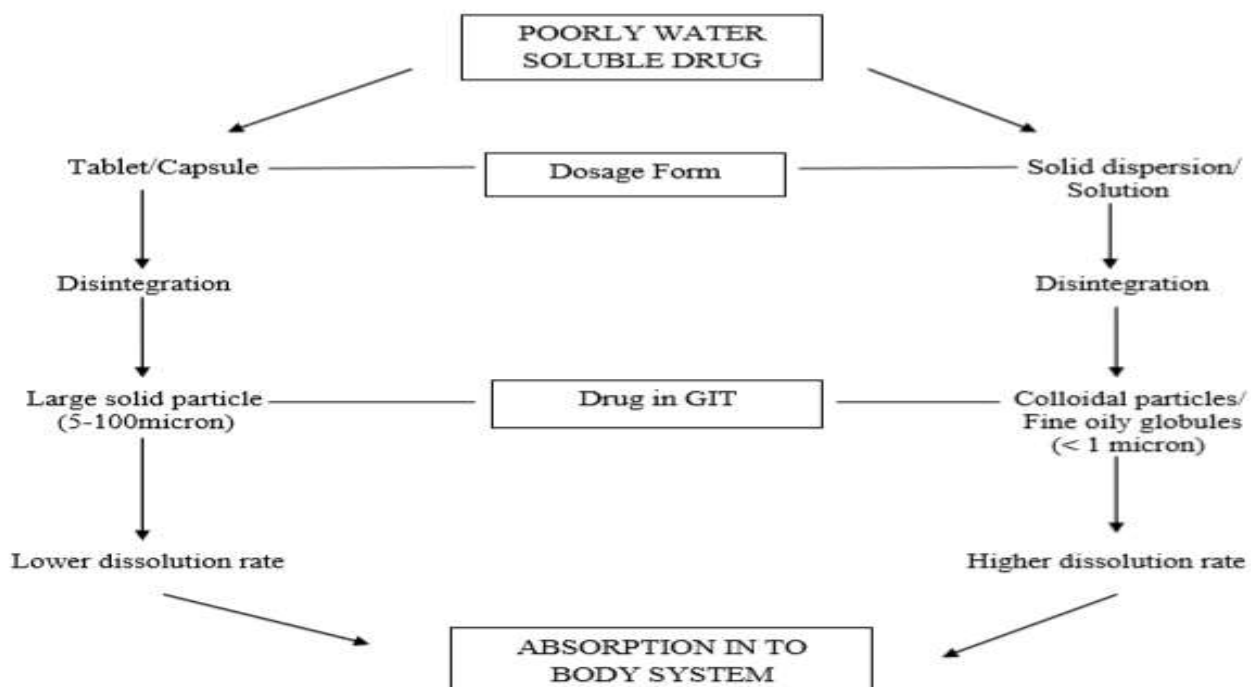 POORLY WATER
SOLUBLE DRUG
Tablet/Capsule
Dosage Form
Solid dispersion/
Solution
Disintegration
Disintegration
Large solid particle
(5-100micron)
Drug in GIT
Colloidal particles/
Fine oily globules
(< 1 micron)
Lower dissolution rate
Higher dissolution rate
ABSORPTION IN TO
BODY SYSTEM